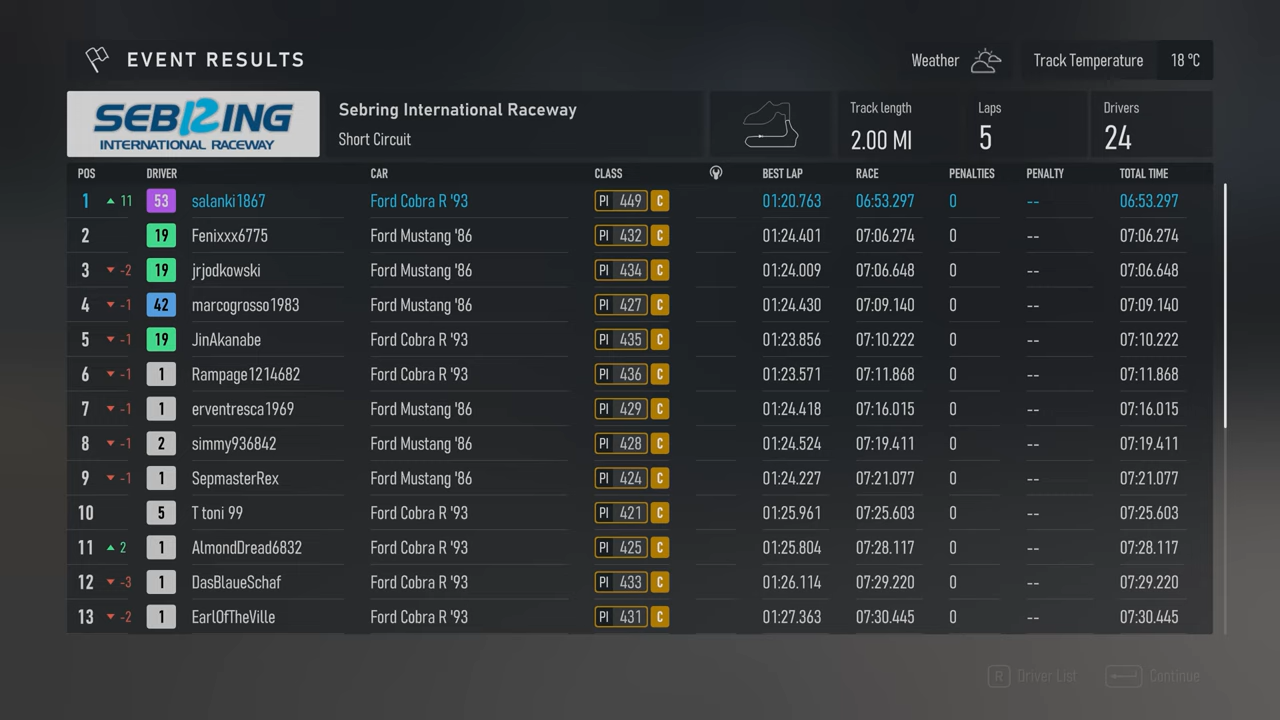 EVENT RESULTS
Weather Track Temperature 18 °C
SEB12ING
INTERNATIONAL RACEWAY
Sebring International Raceway
Short Circuit
Track length
2.00 MI
Laps
5
Drivers
24
POS DRIVER CAR CLASS BEST LAP RACE PENALTIES PENALTY TOTAL TIME
1 11 53 salanki1867 Ford Cobra R '93 PI 449 C 01:20.763 06:53.297 0 -- 06:53.297
2 19 Fenixxx6775 Ford Mustang '86 PI 432 C 01:24.401 07:06.274 0 -- 07:06.274
3 -2 19 jrjodkowski Ford Mustang '86 PI 434 C 01:24.009 07:06.648 0 -- 07:06.648
4 -1 42 marcogrosso1983 Ford Mustang '86 PI 427 C 01:24.430 07:09.140 0 -- 07:09.140
5 -1 19 JinAkanabe Ford Cobra R '93 PI 435 C 01:23.856 07:10.222 0 -- 07:10.222
6 -1 1 Rampage1214682 Ford Cobra R '93 PI 436 C 01:23.571 07:11.868 0 -- 07:11.868
7 -1 1 erventresca1969 Ford Mustang '86 PI 429 C 01:24.418 07:16.015 0 -- 07:16.015
8 -1 2 simmy936842 Ford Mustang '86 PI 428 C 01:24.524 07:19.411 0 -- 07:19.411
9 -1 1 SepmasterRex Ford Mustang '86 PI 424 C 01:24.227 07:21.077 0 -- 07:21.077
10 5 T toni 99 Ford Cobra R '93 PI 421 C 01:25.961 07:25.603 0 -- 07:25.603
11 2 1 AlmondDread6832 Ford Cobra R '93 PI 425 C 01:25.804 07:28.117 0 -- 07:28.117
12 -3 1 DasBlaueSchaf Ford Cobra R '93 PI 433 C 01:26.114 07:29.220 0 -- 07:29.220
13 -2 1 EarlOfTheVille Ford Cobra R '93 PI 431 C 01:27.363 07:30.445 0 -- 07:30.445
R Driver List Continue